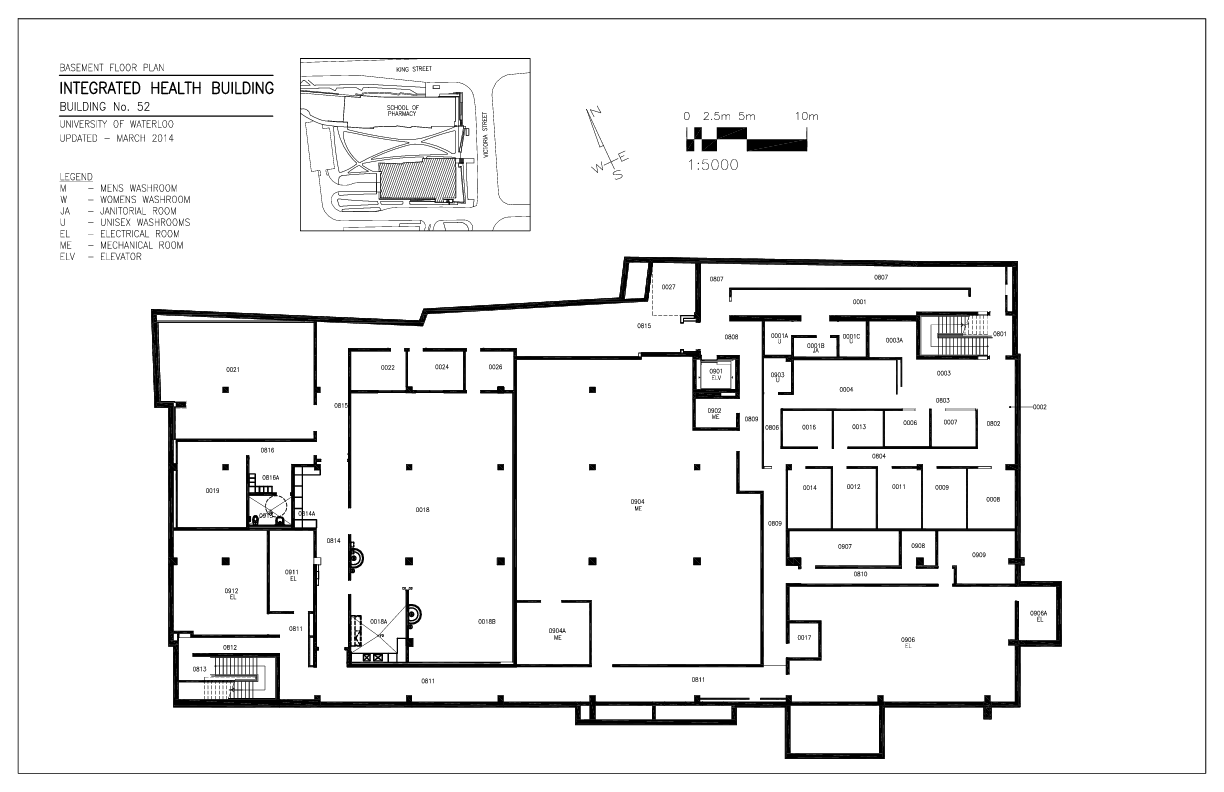 BASEMENT FLOOR PLAN
INTEGRATED HEALTH BUILDING
BUILDING No. 52
UNIVERSITY OF WATERLOO
UPDATED – MARCH 2014
LEGEND
M – MENS WASHROOM
W – WOMENS WASHROOM
JA – JANITORIAL ROOM
U – UNISEX WASHROOMS
EL – ELECTRICAL ROOM
ME – MECHANICAL ROOM
ELV – ELEVATOR
KING STREET
SCHOOL OF
PHARMACY
VICTORIA STREET
N
W E
S
0 2.5m 5m 10m
1:5000
0027
0807
0807
0001
0815
0808
0001A
U
0001B
JA
0001C
U
0003A
0801
0021
0022
0024
0026
0901
ELV
0903
U
0003
0004
0803
0002
0815
0902
ME
0809
0806
0016
0013
0006
0007
0802
0816
0804
0816A
0019
0018
0904
ME
0014
0012
0011
0009
0008
0814A
0809
0814
0907
0908
0909
0911
EL
0810
0912
EL
0018A
0018B
0904A
ME
0906A
EL
0811
0017
0906
EL
0812
0813
0811
0811